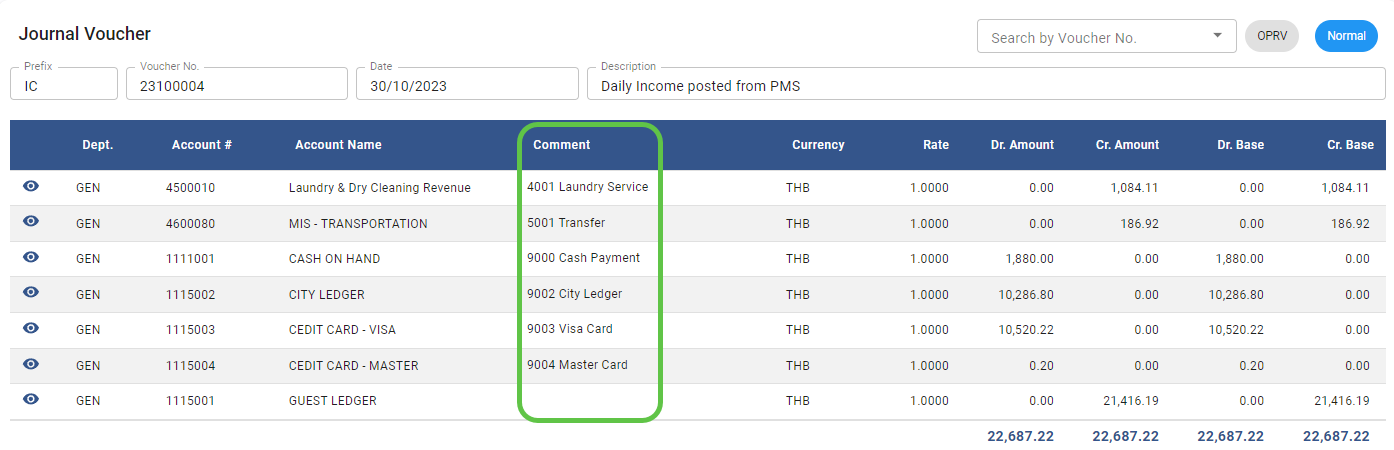 Journal Voucher
Search by Voucher No.
OPRV
Normal
Prefix
IC
Voucher No.
23100004
Date
30/10/2023
Description
Daily Income posted from PMS
Dept. Account # Account Name Comment Currency Rate Dr. Amount Cr. Amount Dr. Base Cr. Base
GEN 4500010 Laundry & Dry Cleaning Revenue 4001 Laundry Service THB 1.0000 0.00 1,084.11 0.00 1,084.11
GEN 4600080 MIS - TRANSPORTATION 5001 Transfer THB 1.0000 0.00 186.92 0.00 186.92
GEN 1111001 CASH ON HAND 9000 Cash Payment THB 1.0000 1,880.00 0.00 1,880.00 0.00
GEN 1115002 CITY LEDGER 9002 City Ledger THB 1.0000 10,286.80 0.00 10,286.80 0.00
GEN 1115003 CEDIT CARD - VISA 9003 Visa Card THB 1.0000 10,520.22 0.00 10,520.22 0.00
GEN 1115004 CEDIT CARD - MASTER 9004 Master Card THB 1.0000 0.20 0.00 0.20 0.00
GEN 1115001 GUEST LEDGER THB 1.0000 0.00 21,416.19 0.00 21,416.19
22,687.22 22,687.22 22,687.22 22,687.22